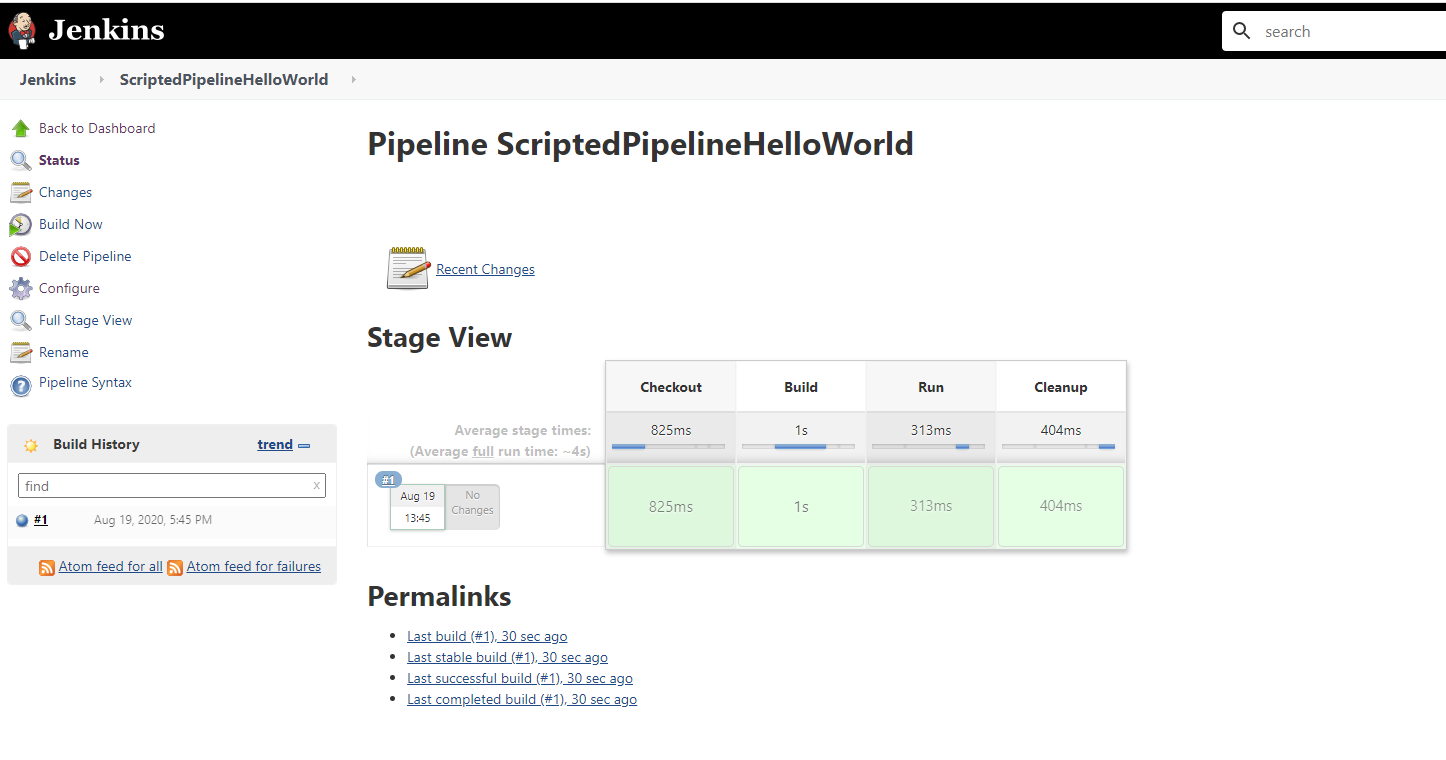 Jenkins
search
Jenkins ScriptedPipelineHelloWorld
Back to Dashboard
Status
Changes
Build Now
Delete Pipeline
Configure
Full Stage View
Rename
Pipeline Syntax
Build History trend
find x
#1 Aug 19, 2020, 5:45 PM
Atom feed for all Atom feed for failures
Pipeline ScriptedPipelineHelloWorld
Recent Changes
Stage View
Checkout Build Run Cleanup
Average stage times: 825ms 1s 313ms 404ms
(Average full run time: ~4s)
#1
Aug 19 No
13:45 Changes
825ms 1s 313ms 404ms
Permalinks
Last build (#1), 30 sec ago
Last stable build (#1), 30 sec ago
Last successful build (#1), 30 sec ago
Last completed build (#1), 30 sec ago